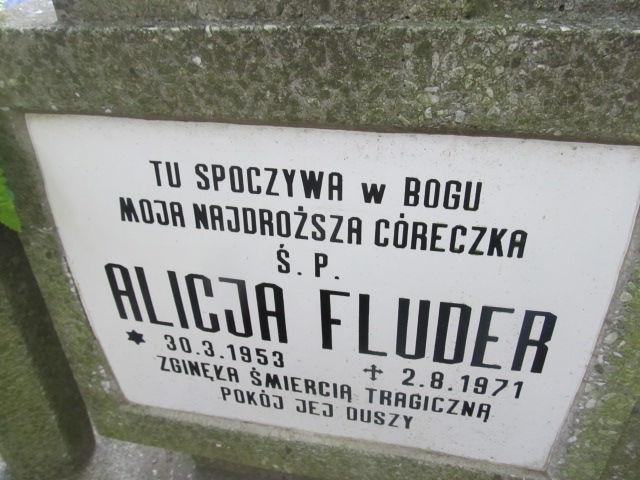 TU SPOCZYWA w BOGU
MOJA NAJDROŻSZA CÓRECZKA
Ś. P.
ALICJA FLUDER
✶ 30.3.1953 ✝ 2.8.1971
ZGINĘŁA ŚMIERCIĄ TRAGICZNĄ
POKÓJ JEJ DUSZY